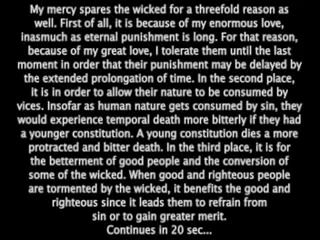 My mercy spares the wicked for a threefold reason as
well. First of all, it is because of my enormous love,
inasmuch as eternal punishment is long. For that reason,
because of my great love, I tolerate them until the last
moment in order that their punishment may be delayed by
the extended prolongation of time. In the second place,
it is in order to allow their nature to be consumed by
vices. Insofar as human nature gets consumed by sin, they
would experience temporal death more bitterly if they had
a younger constitution. A young constitution dies a more
protracted and bitter death. In the third place, it is for
the betterment of good people and the conversion of
some of the wicked. When good and righteous people
are tormented by the wicked, it benefits the good and
righteous since it leads them to refrain from
sin or to gain greater merit.
Continues in 20 sec...